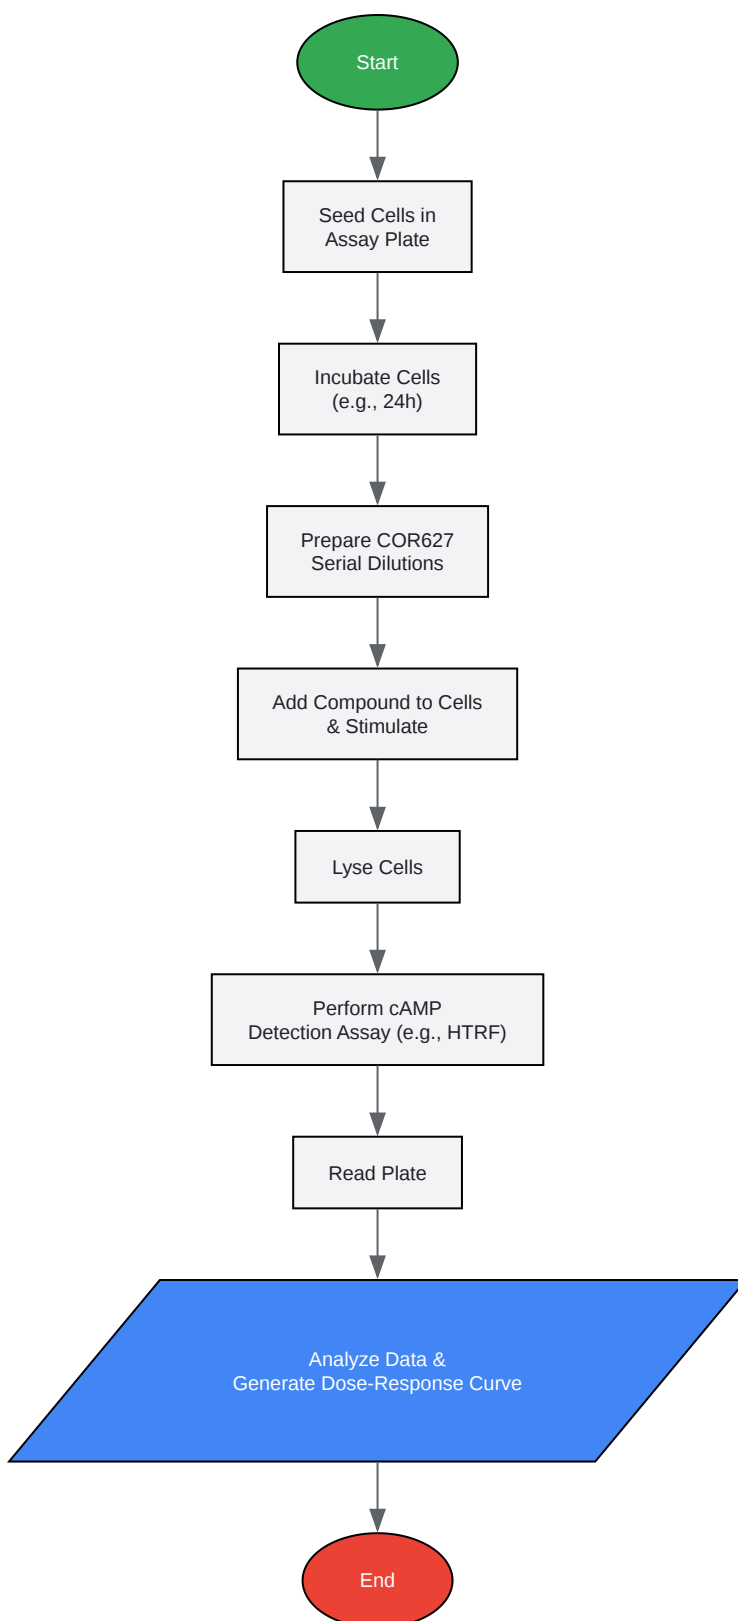 Start
Seed Cells in
Assay Plate
Incubate Cells
(e.g., 24h)
Prepare COR627
Serial Dilutions
Add Compound to Cells
& Stimulate
Lyse Cells
Perform cAMP
Detection Assay (e.g., HTRF)
Read Plate
Analyze Data &
Generate Dose-Response Curve
End